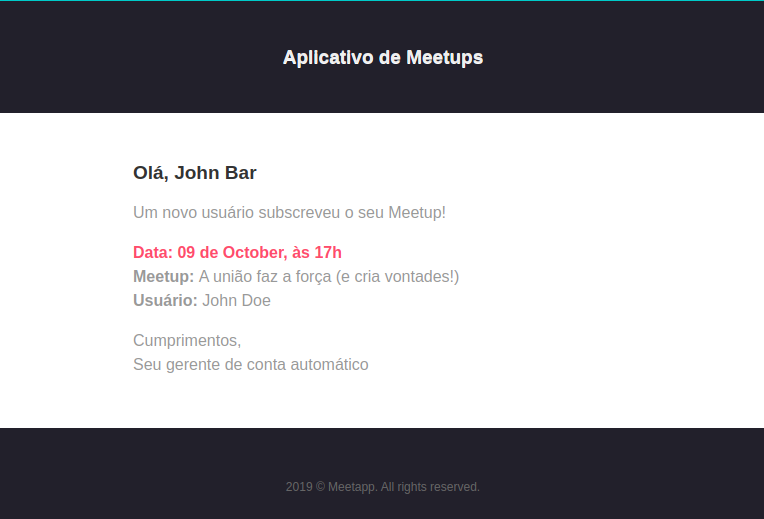 Aplicativo de Meetups
Olá, John Bar
Um novo usuário subscreveu o seu Meetup!
Data: 09 de October, às 17h
Meetup: A união faz a força (e cria vontades!)
Usuário: John Doe
Cumprimentos,
Seu gerente de conta automático
2019 © Meetapp. All rights reserved.